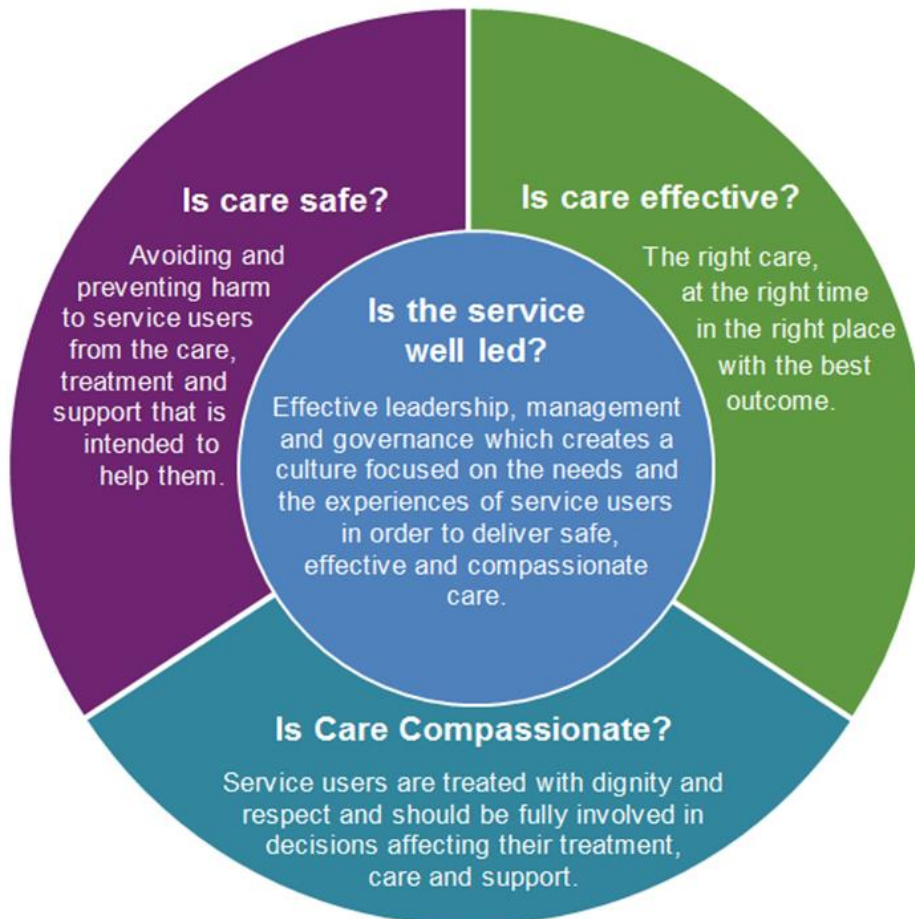 Is care safe?
Avoiding and
preventing harm
to service users
from the care,
treatment and
support that is
intended to
help them.
Is care effective?
The right care,
at the right time
in the right place
with the best
outcome.
Is the service
well led?
Effective leadership, management
and governance which creates a
culture focused on the needs and
the experiences of service users
in order to deliver safe,
effective and compassionate
care.
Is Care Compassionate?
Service users are treated with dignity and
respect and should be fully involved in
decisions affecting their treatment,
care and support.